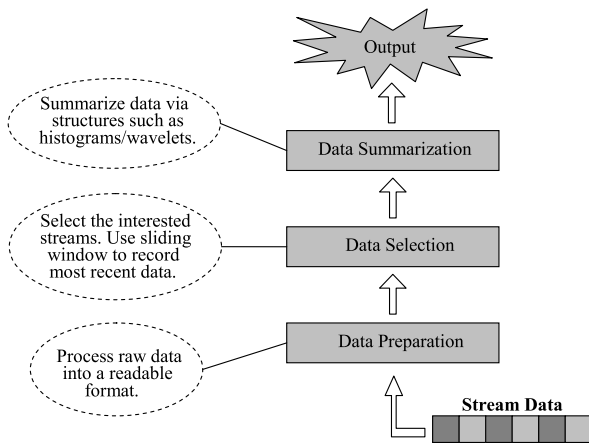 Output
Summarize data via
structures such as
histograms/wavelets.
Data Summarization
Select the interested
streams. Use sliding
window to record
most recent data.
Data Selection
Process raw data
into a readable
format.
Data Preparation
Stream Data